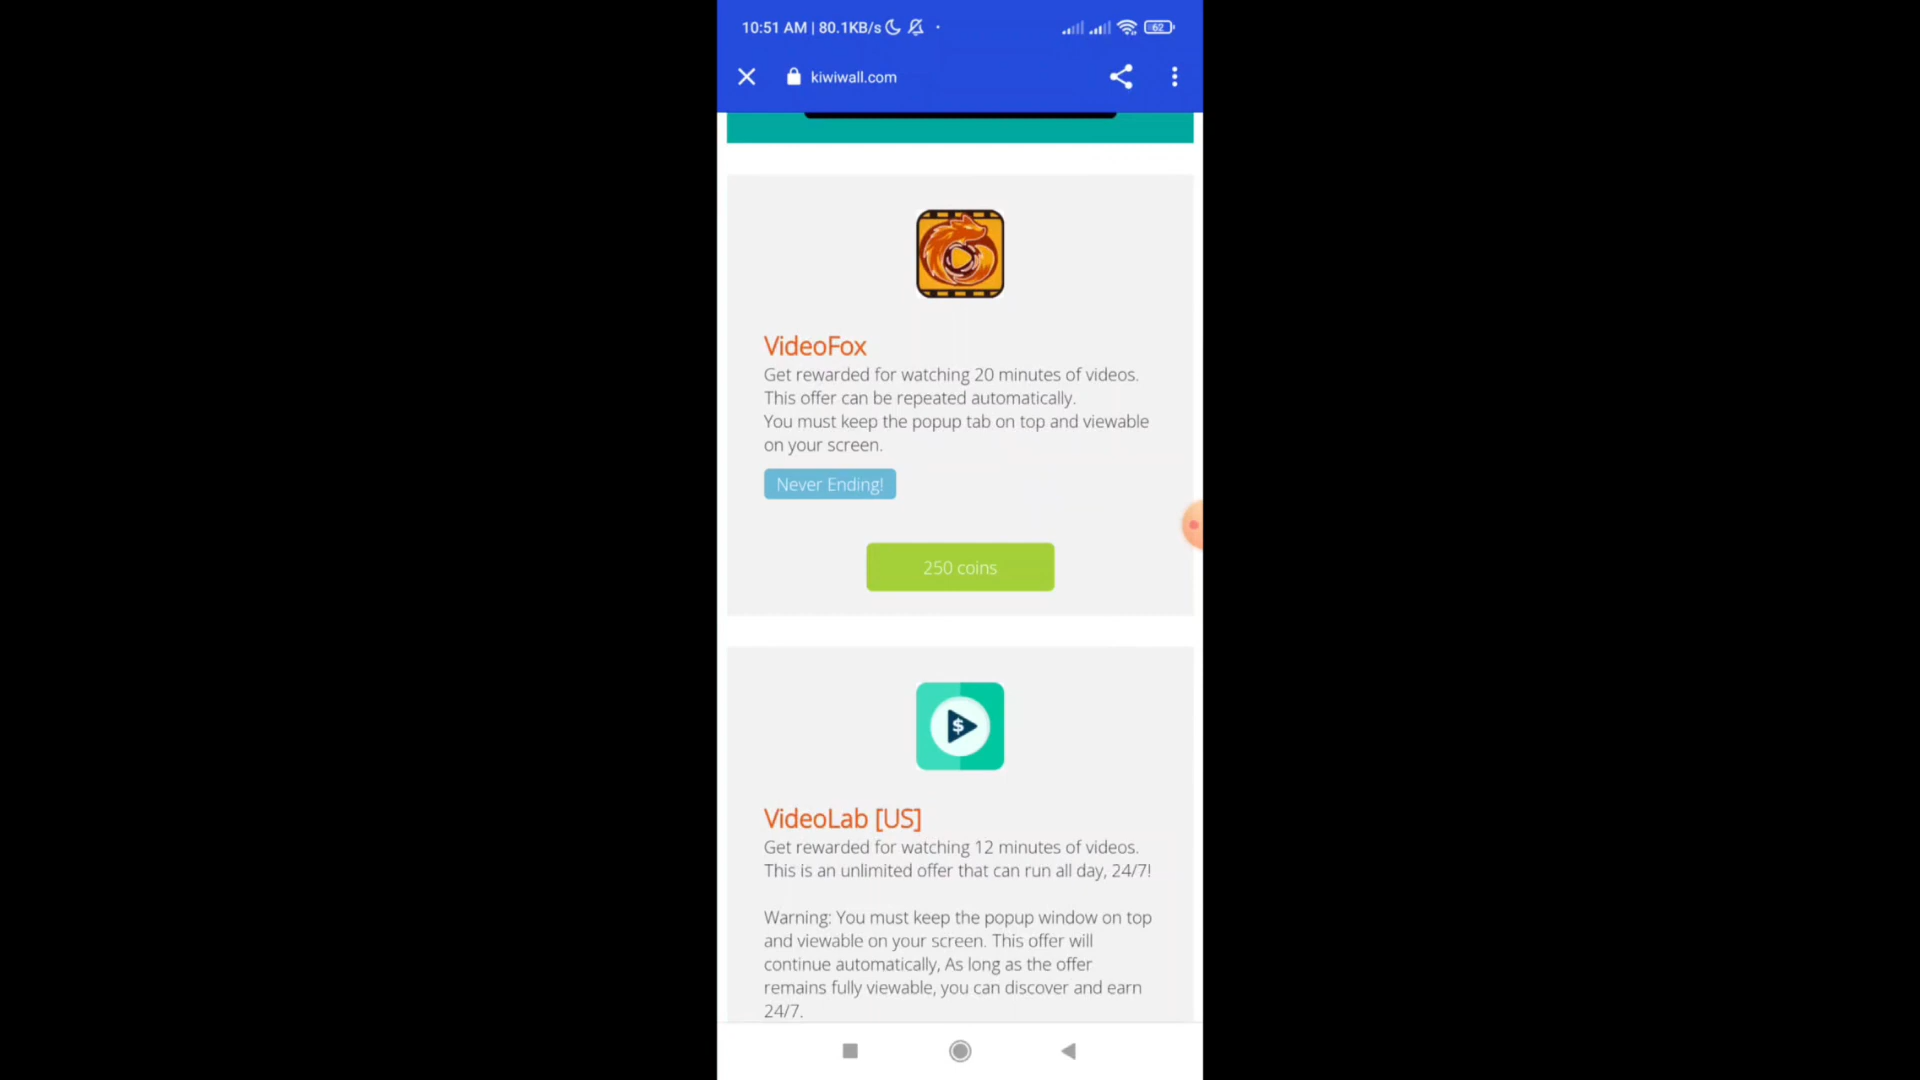 10:51 AM | 80.1KB/s
62
kiwiwall.com
VideoFox
Get rewarded for watching 20 minutes of videos.
This offer can be repeated automatically.
You must keep the popup tab on top and viewable
on your screen.
Never Ending!
250 coins
$
VideoLab [US]
Get rewarded for watching 12 minutes of videos.
This is an unlimited offer that can run all day, 24/7!
Warning: You must keep the popup window on top
and viewable on your screen. This offer will
continue automatically, As long as the offer
remains fully viewable, you can discover and earn
24/7.